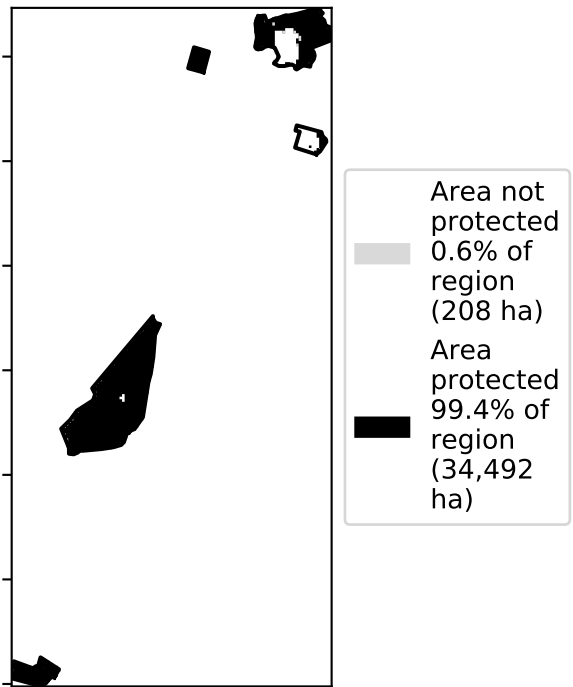 Area not
protected
0.6% of
region
(208 ha)
Area
protected
99.4% of
region
(34,492
ha)